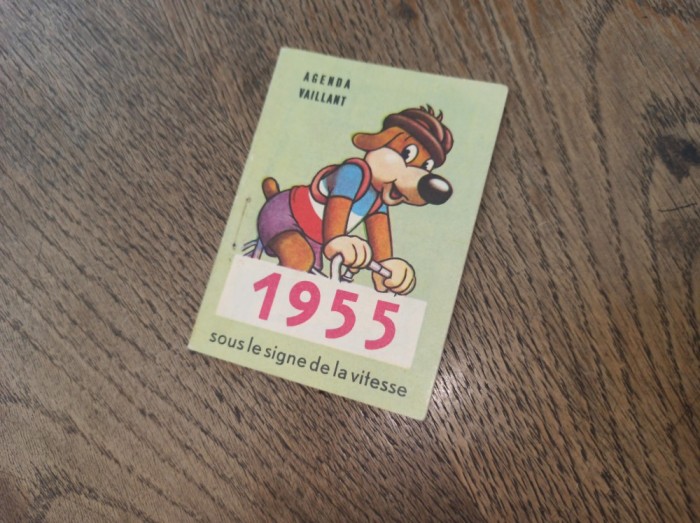 AGENDA
VAILLANT
1955
sous le signe de la vitesse